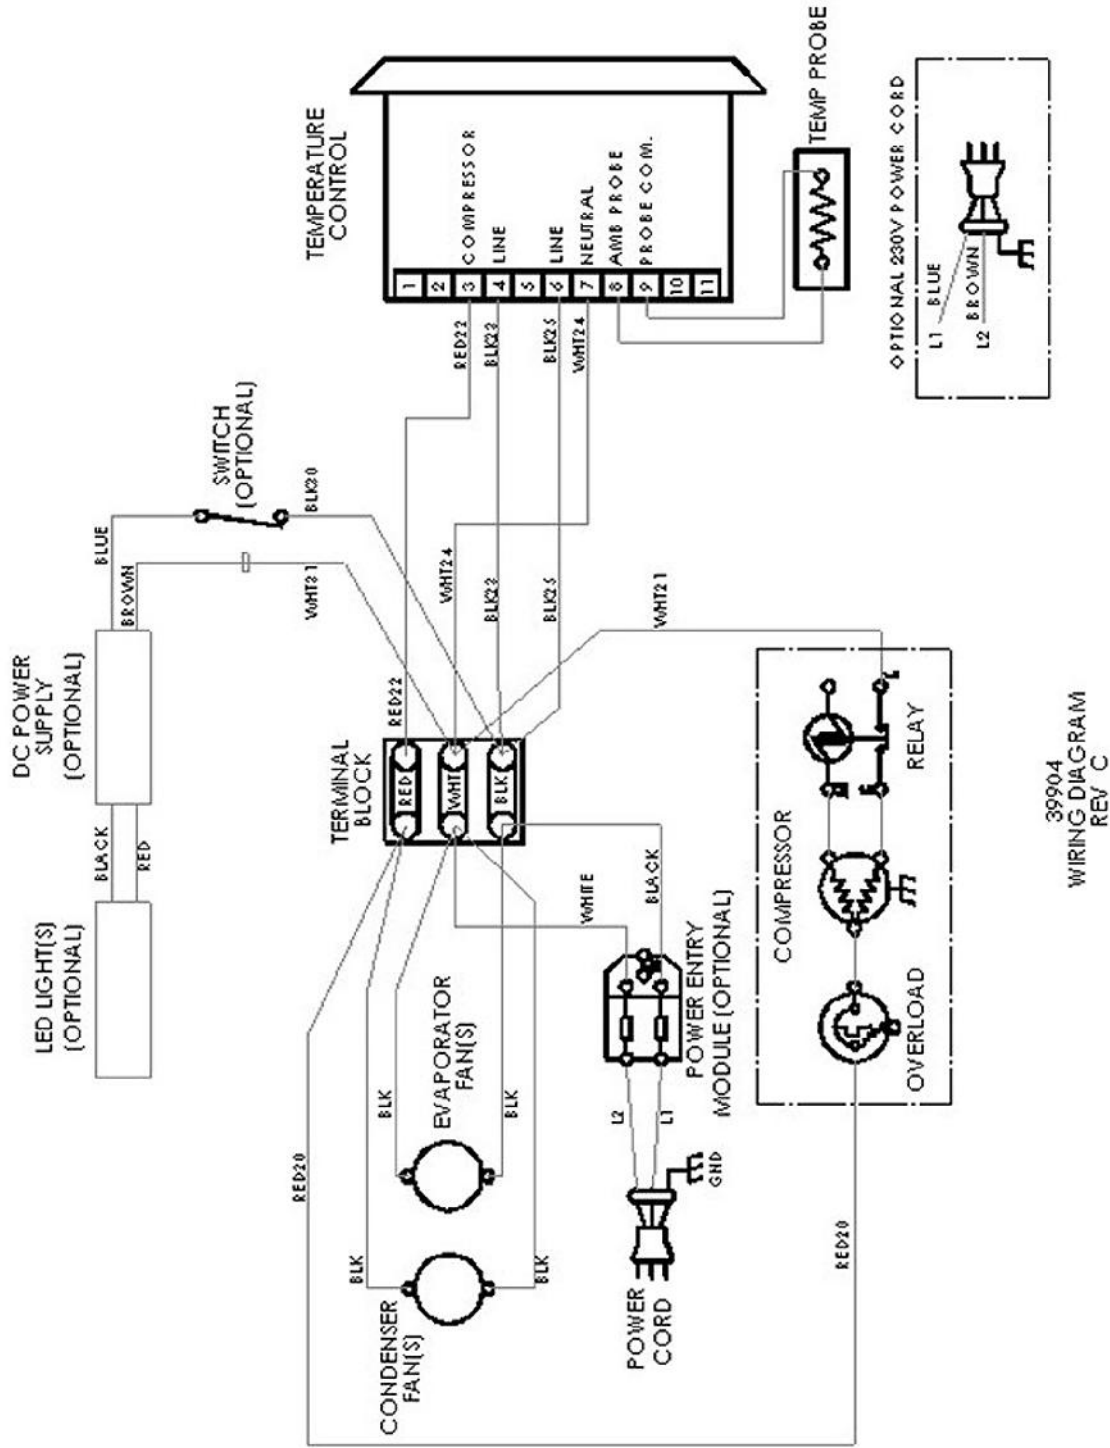 LED LIGHT(S)
(OPTIONAL)
BLACK
RED
DC POWER
SUPPLY
(OPTIONAL)
BLUE
BROWN
SWITCH
(OPTIONAL)
RED20
CONDENSER
FAN(S)
BLK
BLK
EVAPORATOR
FAN(S)
BLK
BLK
TERMINAL
BLOCK
RED
WHT
BLK
RED22
WHT24
BLK25
RED22
BLK25
WHT24
TEMPERATURE
CONTROL
1
2
3 COMPRESSOR
4 LINE
5
6 LINE
7 NEUTRAL
8 AMB PROBE
9 PROBE COM.
10
11
TEMP PROBE
POWER
CORD
GND
L2
L1
POWER ENTRY
MODULE (OPTIONAL)
WHITE
BLACK
WHT21
RED20
COMPRESSOR
OVERLOAD
RELAY
OPTIONAL 230V POWER CORD
L1 BLUE
L2 BROWN
39904
WIRING DIAGRAM
REV C